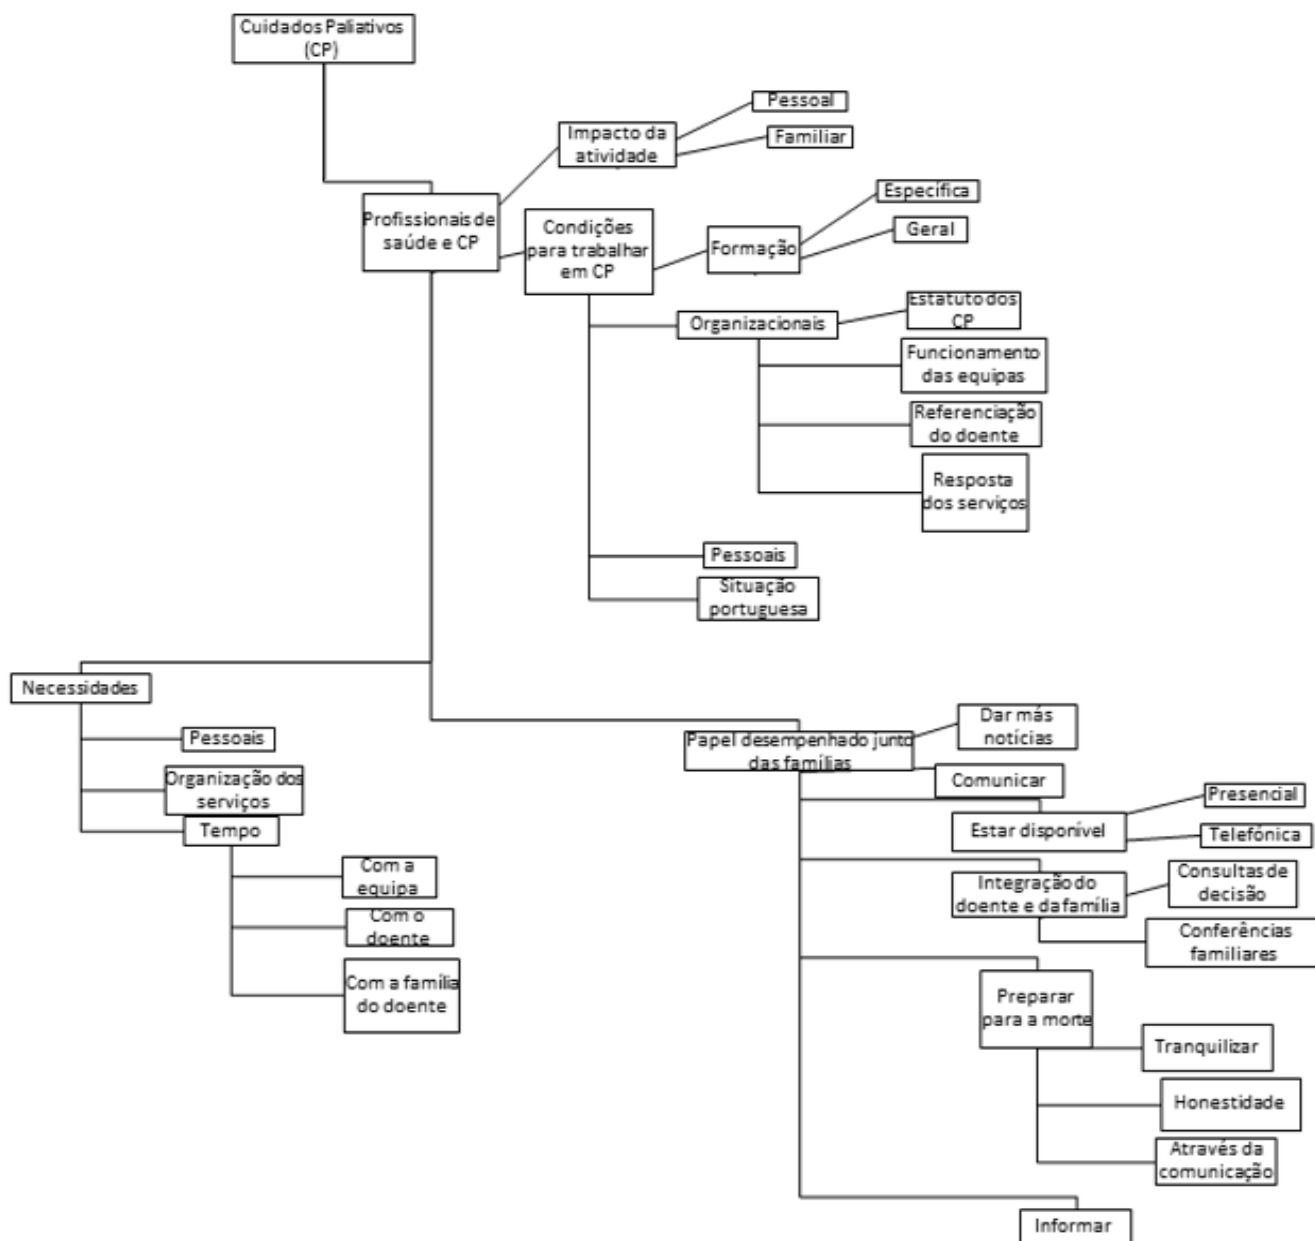 Cuidados Paliativos
(CP)
Impacto da
atividade
Pessoal
Familiar
Profissionais de
saúde e CP
Condições
para trabalhar
em CP
Formação
Específica
Geral
Organizacionais
Estatuto dos
CP
Funcionamento
das equipas
Referenciação
do doente
Resposta
dos serviços
Pessoais
Situação
portuguesa
Necessidades
Pessoais
Organização dos
serviços
Tempo
Com a
equipa
Com o
doente
Com a família
do doente
Papel desempenhado junto
das famílias
Dar más
notícias
Comunicar
Estar disponível
Presencial
Telefónica
Integração do
doente e da família
Consultas de
decisão
Conferências
familiares
Preparar
para a morte
Tranquilizar
Honestidade
Através da
comunicação
Informar